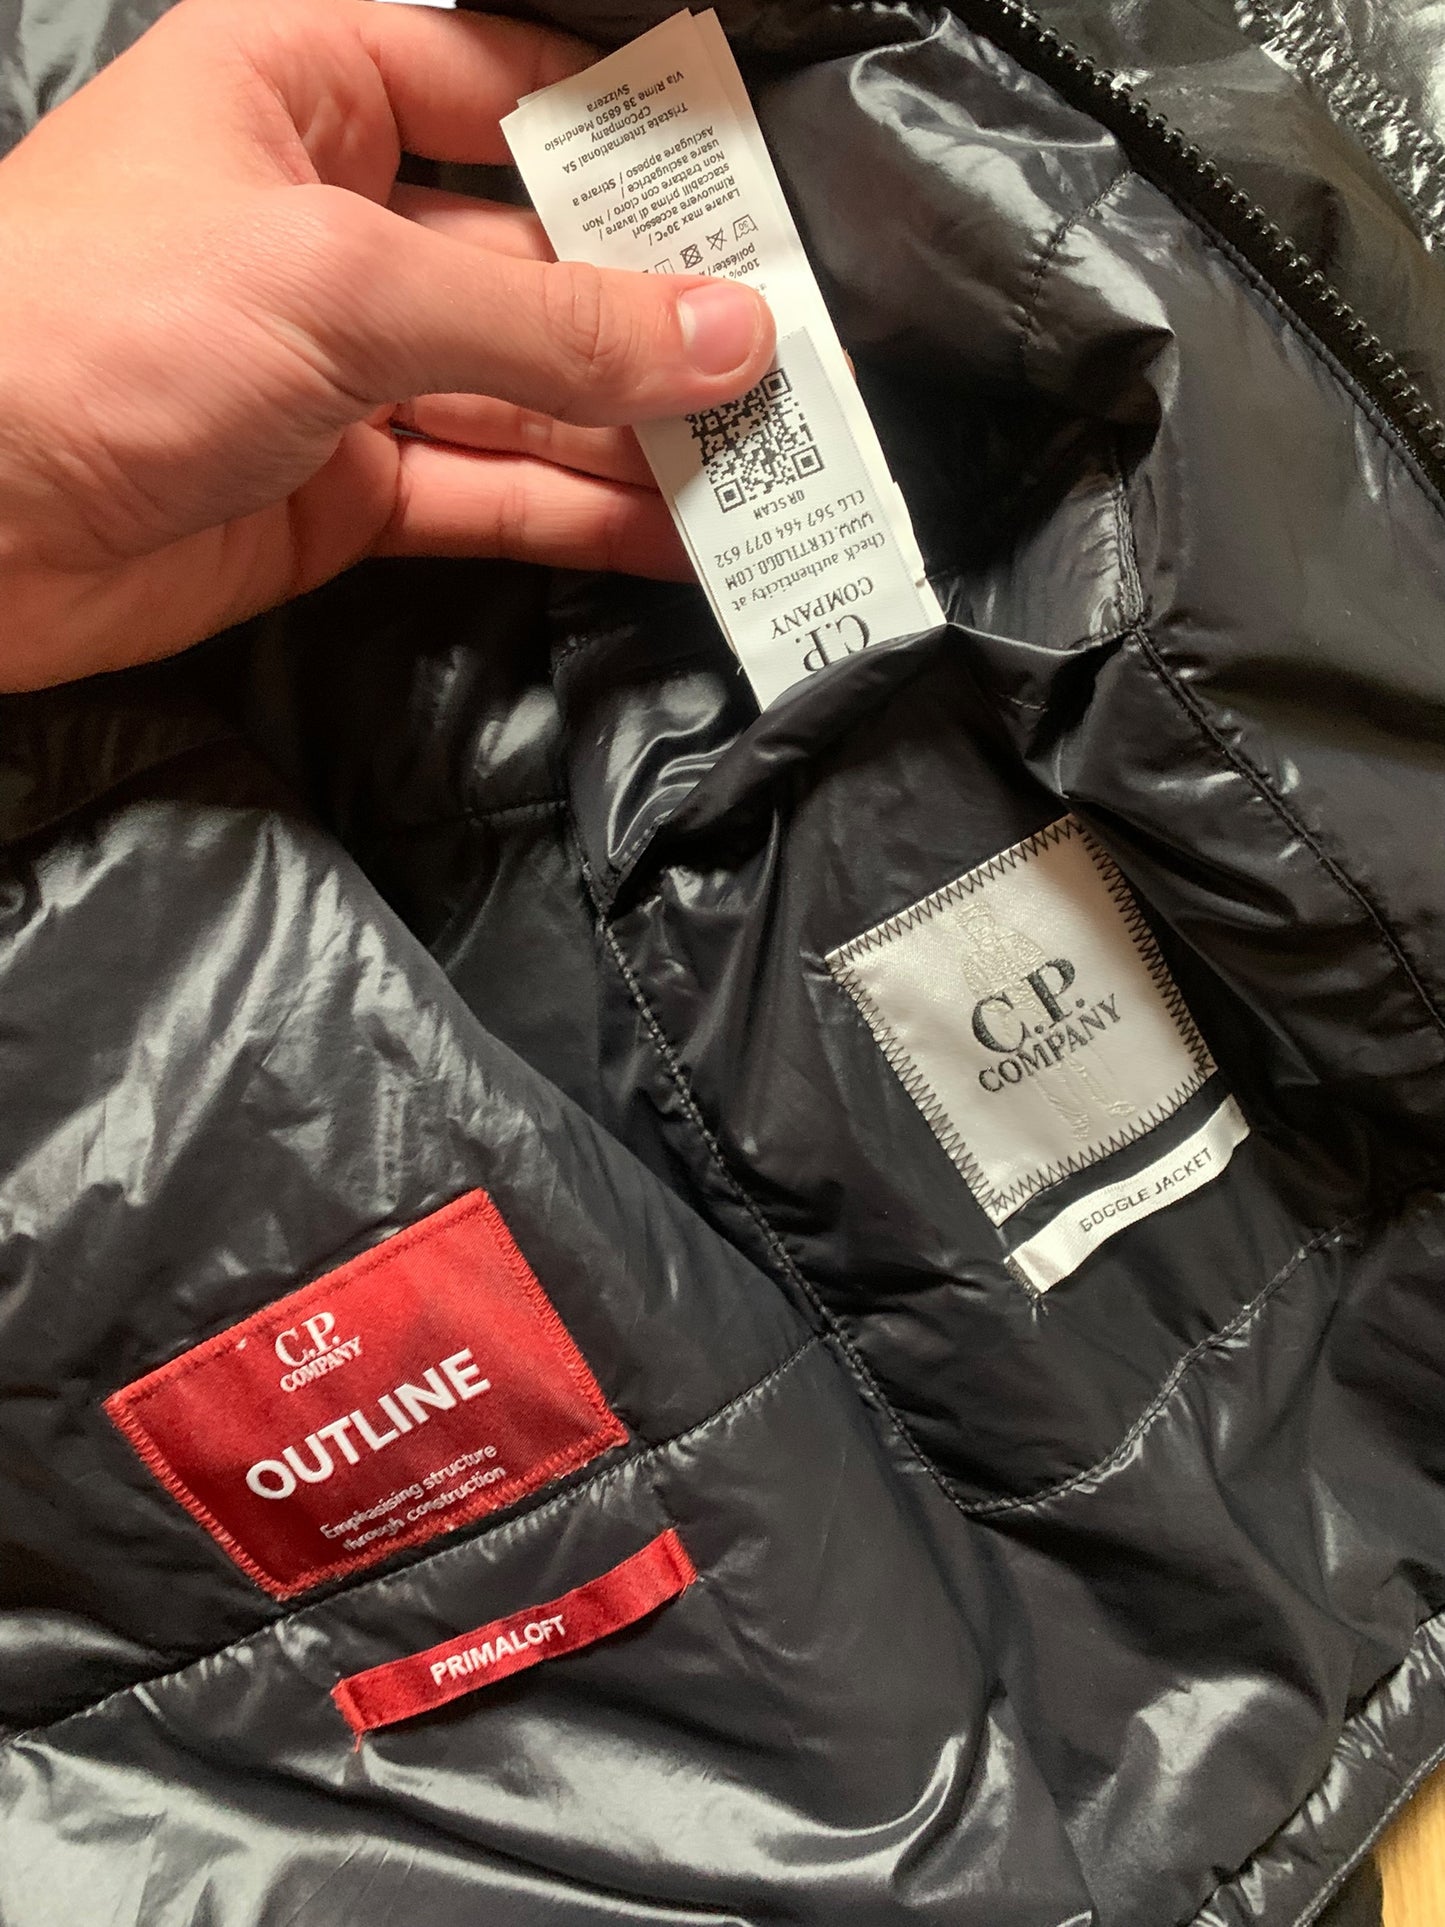 C.P.
COMPANY
Check authenticity at
WWW.CERTILOGO.COM
CLG 567 464 077 652
QR SCAN
100%
poliéster/
Lavare max 30°C /
Rimuovere accessori
staccabili prima di lavare /
Non trattare con cloro / Non
usare asciugatrice / Stirare a
Asciugare appeso /
Tristate International SA
CPCompany
Via Rime 38 6850 Mendrisio
Svizzera
C.P.
COMPANY
GOGGLE JACKET
C.P.
COMPANY
OUTLINE
Emphasising structure
through construction
PRIMALOFT